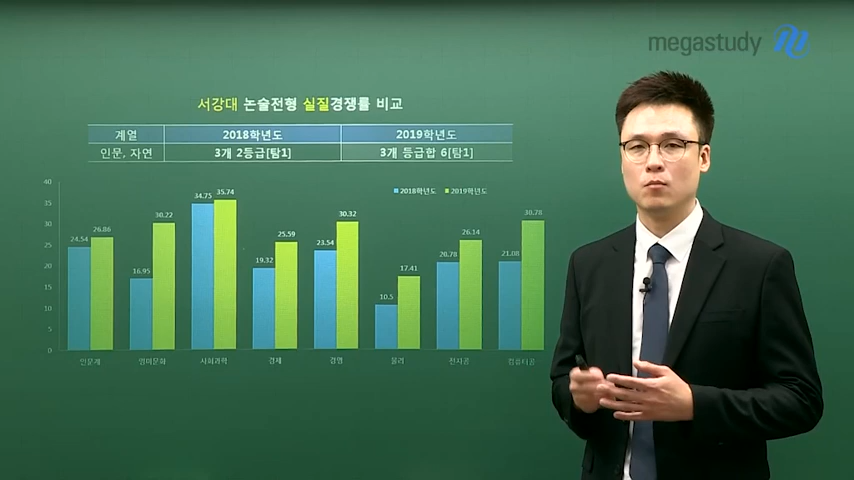 megastudy
서강대 논술전형 실질경쟁률 비교
계열 2018학년도 2019학년도
인문, 자연 3개 2등급[탐1] 3개 등급합 6[탐1]
2018학년도 2019학년도
40
35
30
25
20
15
10
5
0
24.54 26.86 16.95 30.22 34.75 35.74 19.32 25.59 23.54 30.32 10.5 17.41 20.78 26.14 21.08 30.78
인문계 영미문화 사회과학 경제 경영 물리 전자공 컴퓨터공